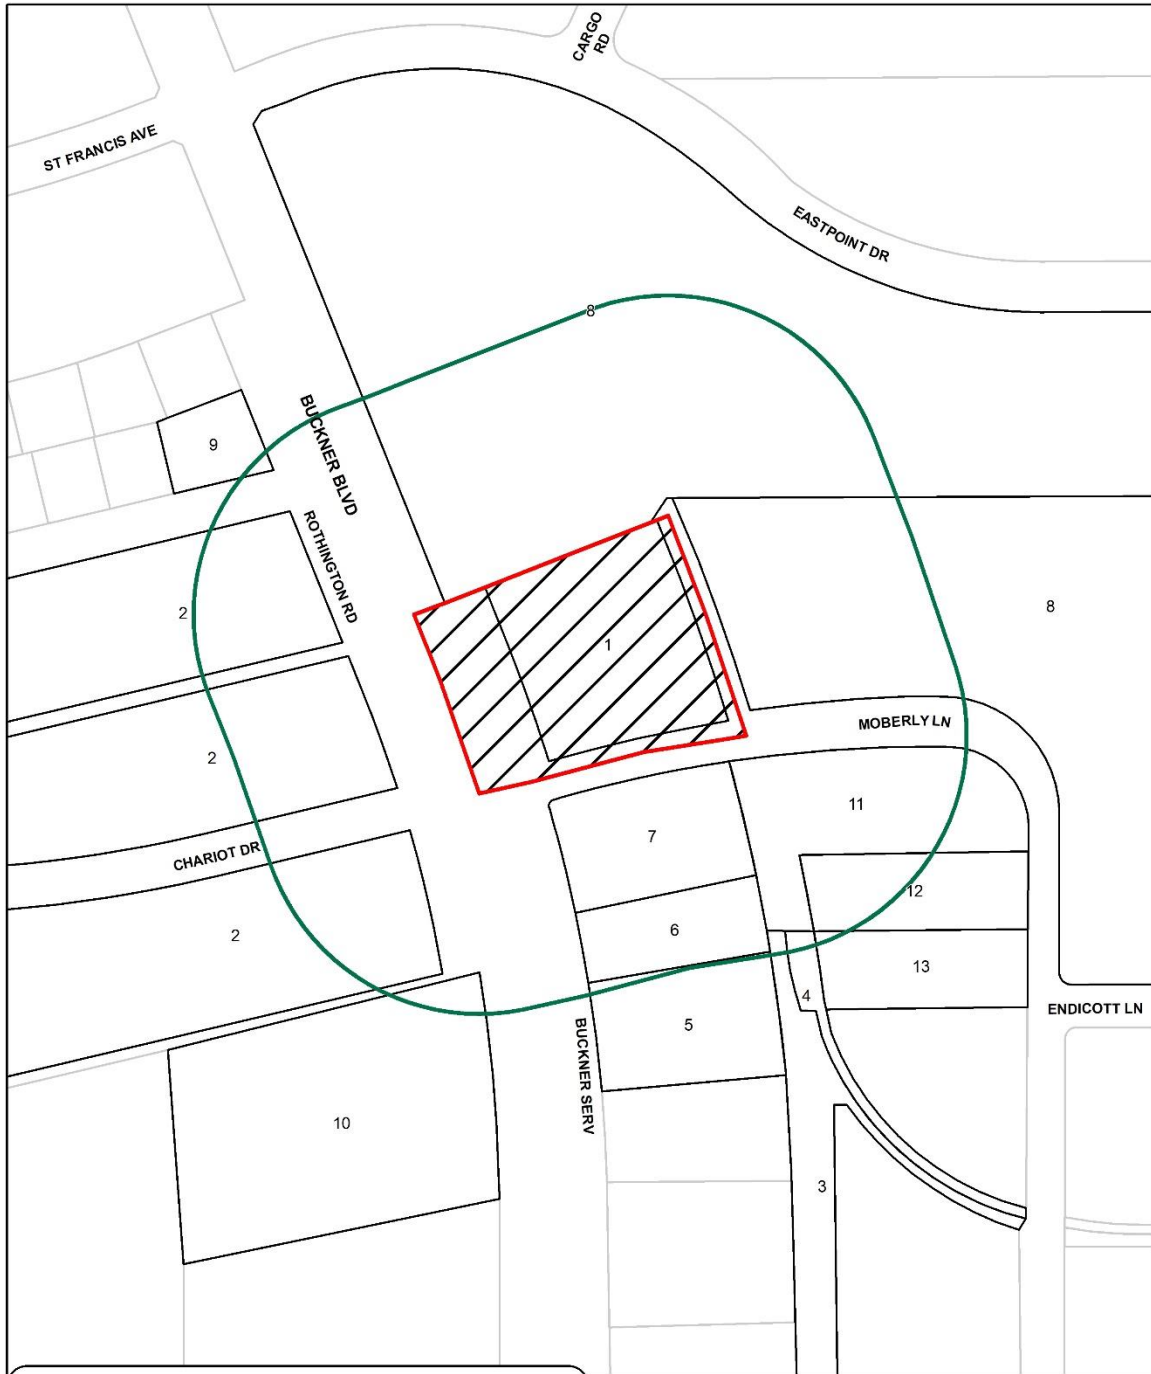 CARGO
RD
ST FRANCIS AVE
EASTPOINT DR
8
BUCKNER BLVD
9
ROTHINGTON RD
2
8
1
MOBERLY LN
2
11
7
CHARIOT DR
12
6
2
13
4
ENDICOTT LN
5
BUCKNER SERV
10
3